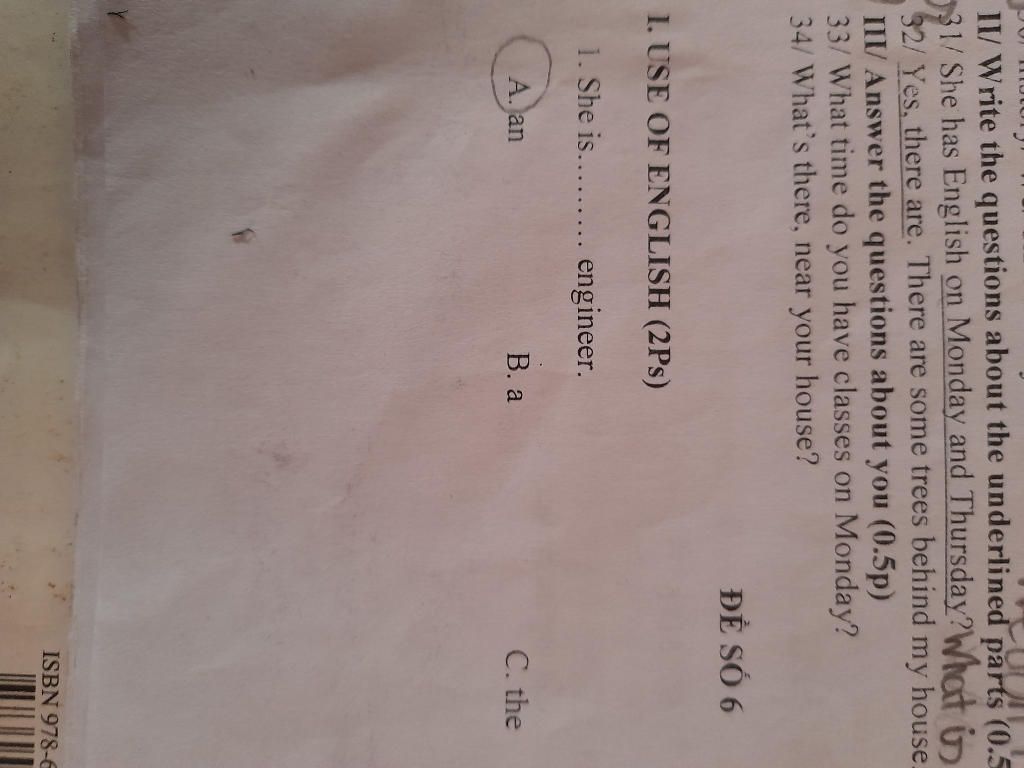 II/ Write the questions about the underlined parts (0.5
31/ She has English on Monday and Thursday? What is
32/ Yes, there are. There are some trees behind my house.
III/ Answer the questions about you (0.5p)
33/ What time do you have classes on Monday?
34/ What's there, near your house?
ĐỀ SỐ 6
I. USE OF ENGLISH (2Ps)
1. She is......... engineer.
A. an B. a C. the
ISBN 978-6